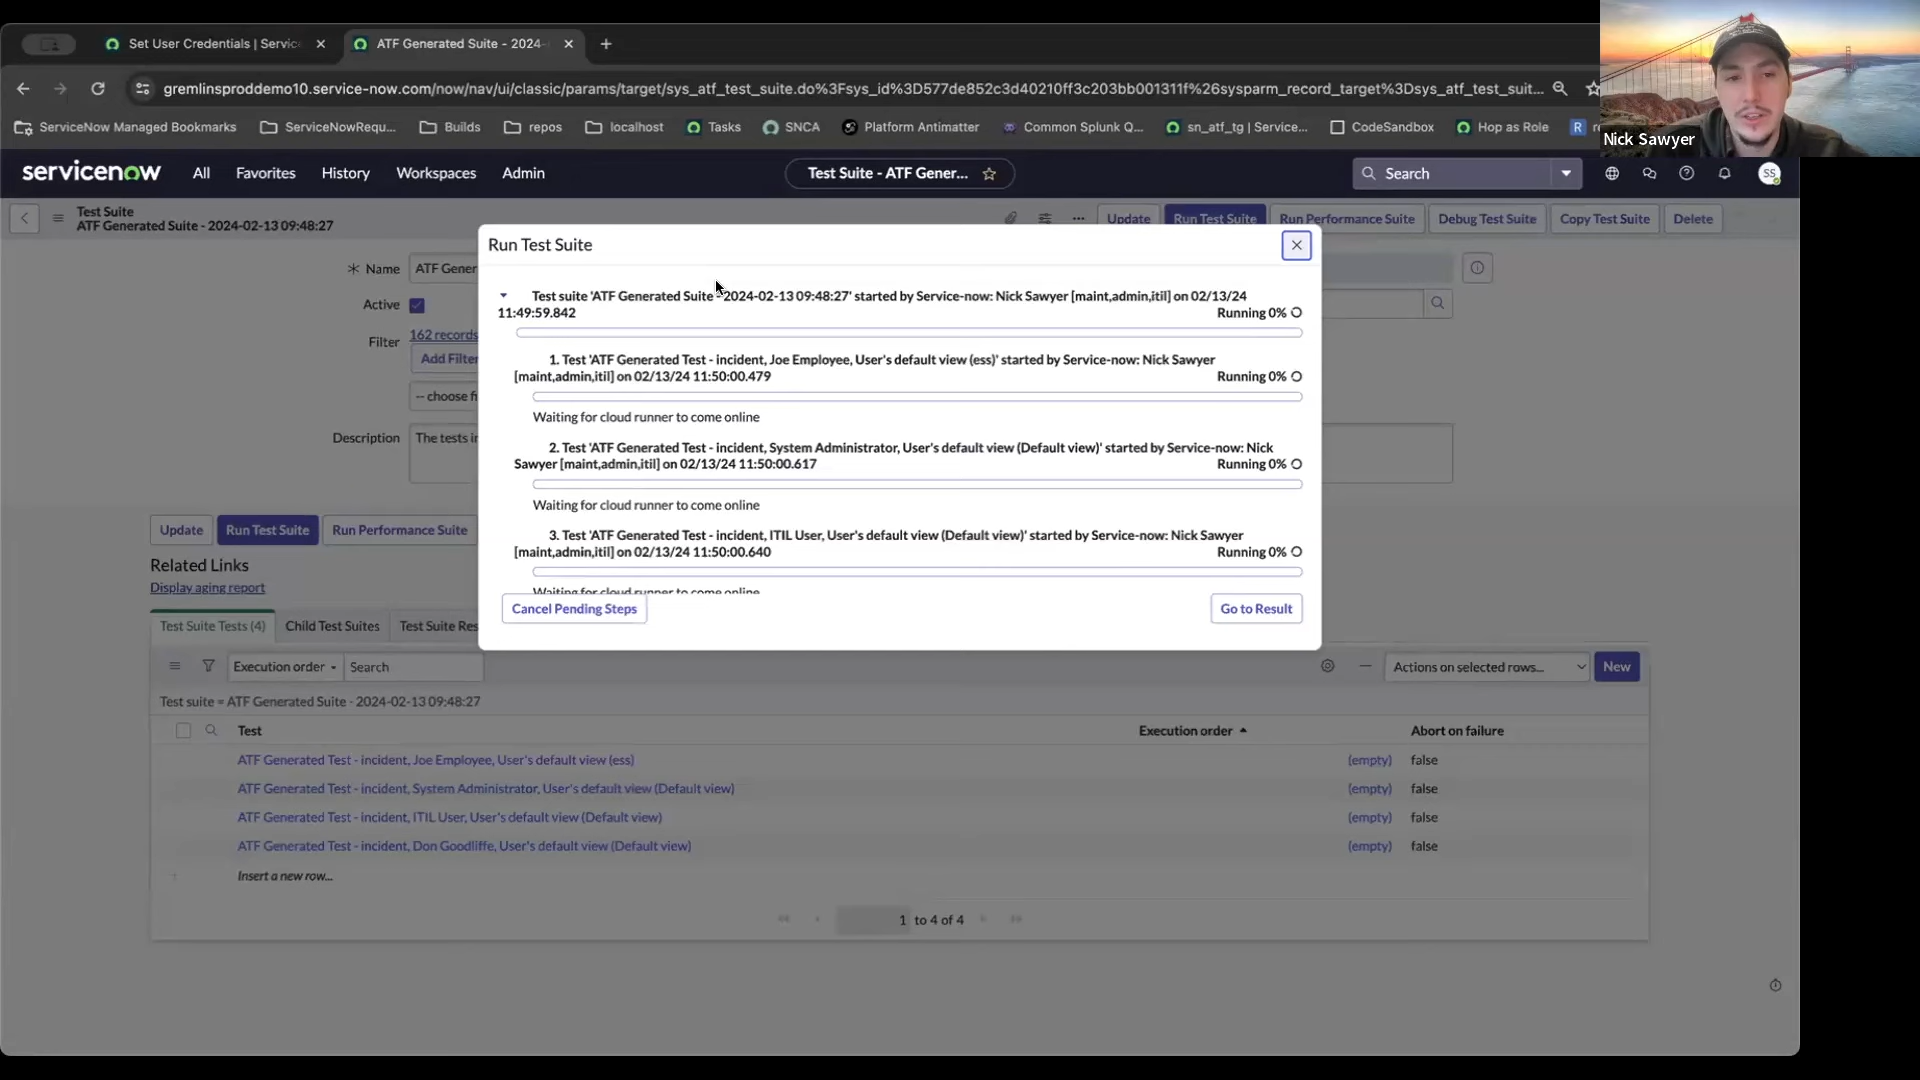 Set User Credentials | Servic
ATF Generated Suite - 2024-
gremlinsproddemo10.service-now.com/now/nav/ui/classic/params/target/sys_atf_test_suite.do%3Fsys_id%3D577de852c3d40210ff3c203bb001311f%26sysparm_record_target%3Dsys_atf_test_suit...
ServiceNow Managed Bookmarks
ServiceNowRequ...
Builds
repos
localhost
Tasks
SNCA
Platform Antimatter
Common Splunk Q...
sn_atf_tg | Service...
CodeSandbox
Hop as Role
R
Nick Sawyer
servicenow
All
Favorites
History
Workspaces
Admin
Test Suite - ATF Gener...
Search
SS
Test Suite
ATF Generated Suite - 2024-02-13 09:48:27
Update
Run Test Suite
Run Performance Suite
Debug Test Suite
Copy Test Suite
Delete
Name
ATF Gener
Active
Filter
162 records
Add Filter
-- choose fi
Description
The tests in
Run Test Suite
Test suite 'ATF Generated Suite - 2024-02-13 09:48:27' started by Service-now: Nick Sawyer [maint,admin,itil] on 02/13/24
11:49:59.842
Running 0%
1. Test 'ATF Generated Test - incident, Joe Employee, User's default view (ess)' started by Service-now: Nick Sawyer
[maint,admin,itil] on 02/13/24 11:50:00.479
Running 0%
Waiting for cloud runner to come online
2. Test 'ATF Generated Test - incident, System Administrator, User's default view (Default view)' started by Service-now: Nick
Sawyer [maint,admin,itil] on 02/13/24 11:50:00.617
Running 0%
Waiting for cloud runner to come online
3. Test 'ATF Generated Test - incident, ITIL User, User's default view (Default view)' started by Service-now: Nick Sawyer
[maint,admin,itil] on 02/13/24 11:50:00.640
Running 0%
Waiting for cloud runner to come online
Cancel Pending Steps
Go to Result
Update
Run Test Suite
Run Performance Suite
Related Links
Display aging report
Test Suite Tests (4)
Child Test Suites
Test Suite Res
Execution order
Search
Actions on selected rows...
New
Test suite = ATF Generated Suite - 2024-02-13 09:48:27
Test
Execution order
Abort on failure
ATF Generated Test - incident, Joe Employee, User's default view (ess)
(empty)
false
ATF Generated Test - incident, System Administrator, User's default view (Default view)
(empty)
false
ATF Generated Test - incident, ITIL User, User's default view (Default view)
(empty)
false
ATF Generated Test - incident, Don Goodliffe, User's default view (Default view)
(empty)
false
Insert a new row...
1 to 4 of 4